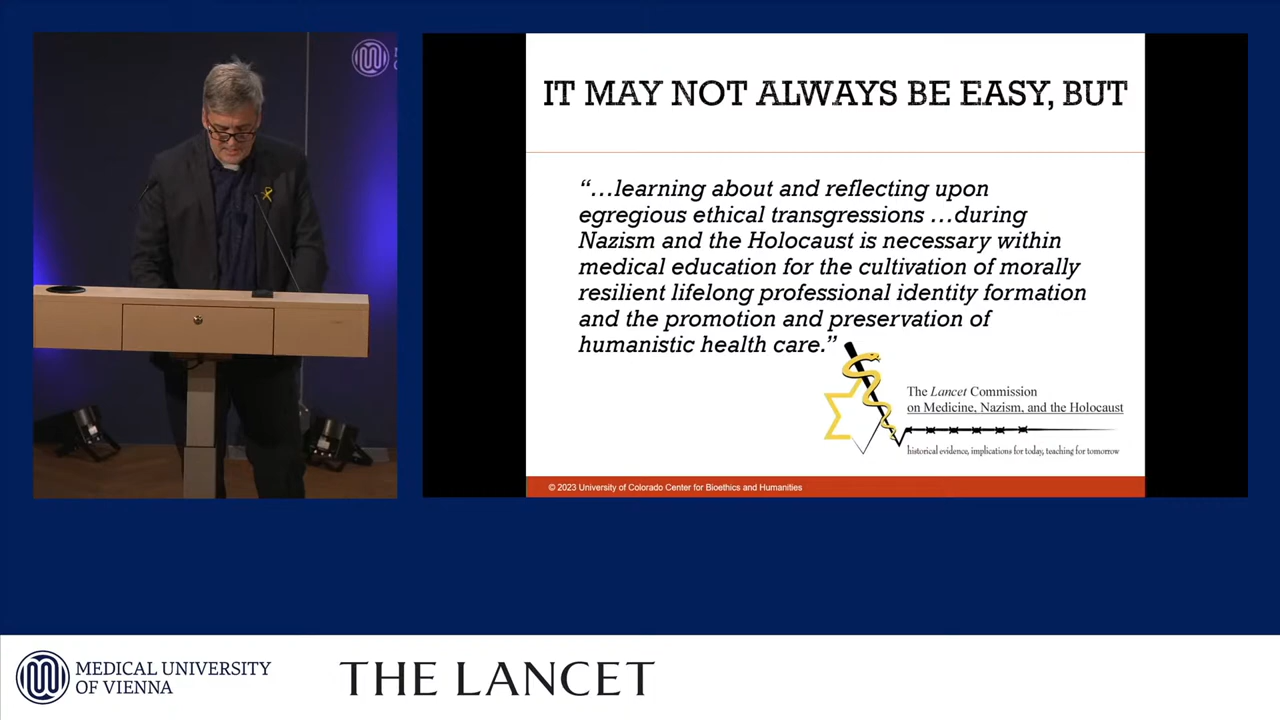 IT MAY NOT ALWAYS BE EASY, BUT
“…learning about and reflecting upon
egregious ethical transgressions …during
Nazism and the Holocaust is necessary within
medical education for the cultivation of morally
resilient lifelong professional identity formation
and the promotion and preservation of
humanistic health care.”
The Lancet Commission
on Medicine, Nazism, and the Holocaust
historical evidence, implications for today, teaching for tomorrow
© 2023 University of Colorado Center for Bioethics and Humanities
MEDICAL UNIVERSITY
OF VIENNA
THE LANCET